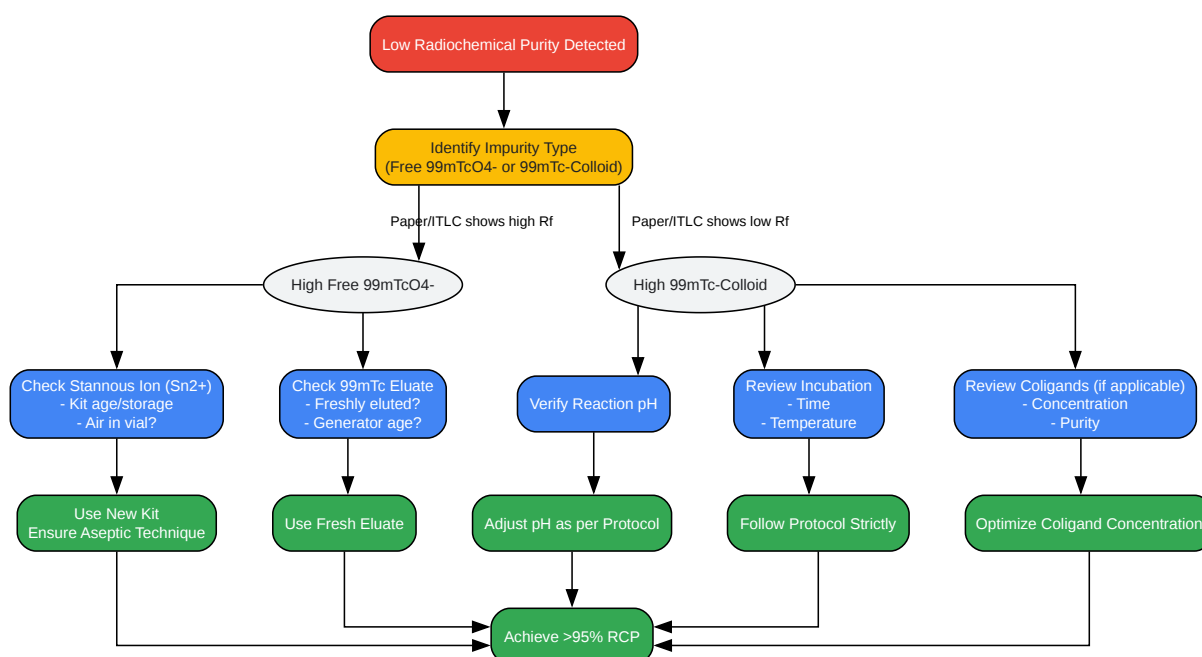 Low Radiochemical Purity Detected
Identify Impurity Type
(Free 99mTcO4- or 99mTc-Colloid)
Paper/ITLC shows high Rf
Paper/ITLC shows low Rf
High Free 99mTcO4-
High 99mTc-Colloid
Check Stannous Ion (Sn2+)
- Kit age/storage
- Air in vial?
Check 99mTc Eluate
- Freshly eluted?
- Generator age?
Verify Reaction pH
Review Incubation
- Time
- Temperature
Review Coligands (if applicable)
- Concentration
- Purity
Use New Kit
Ensure Aseptic Technique
Use Fresh Eluate
Adjust pH as per Protocol
Follow Protocol Strictly
Optimize Coligand Concentration
Achieve >95% RCP